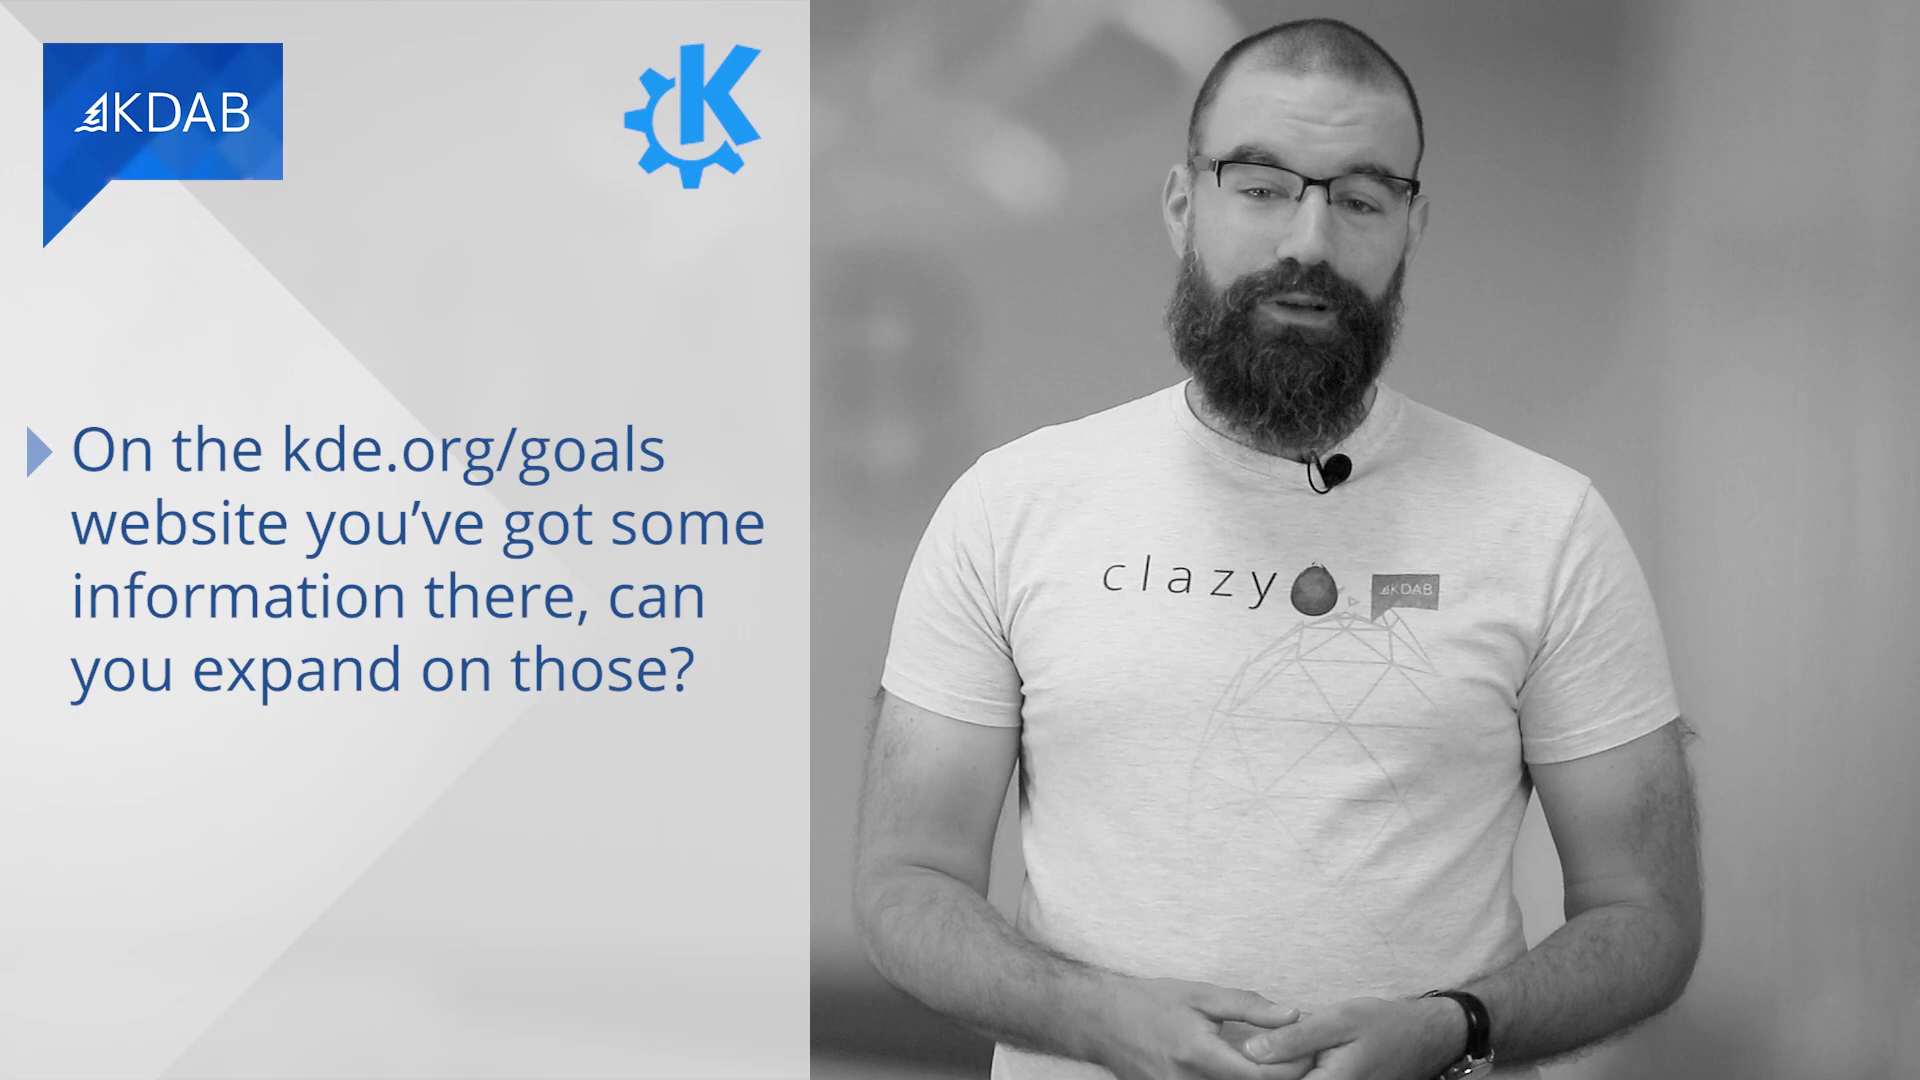 KDAB
K
On the kde.org/goals
website you’ve got some
information there, can
you expand on those?
clazy
KDAB